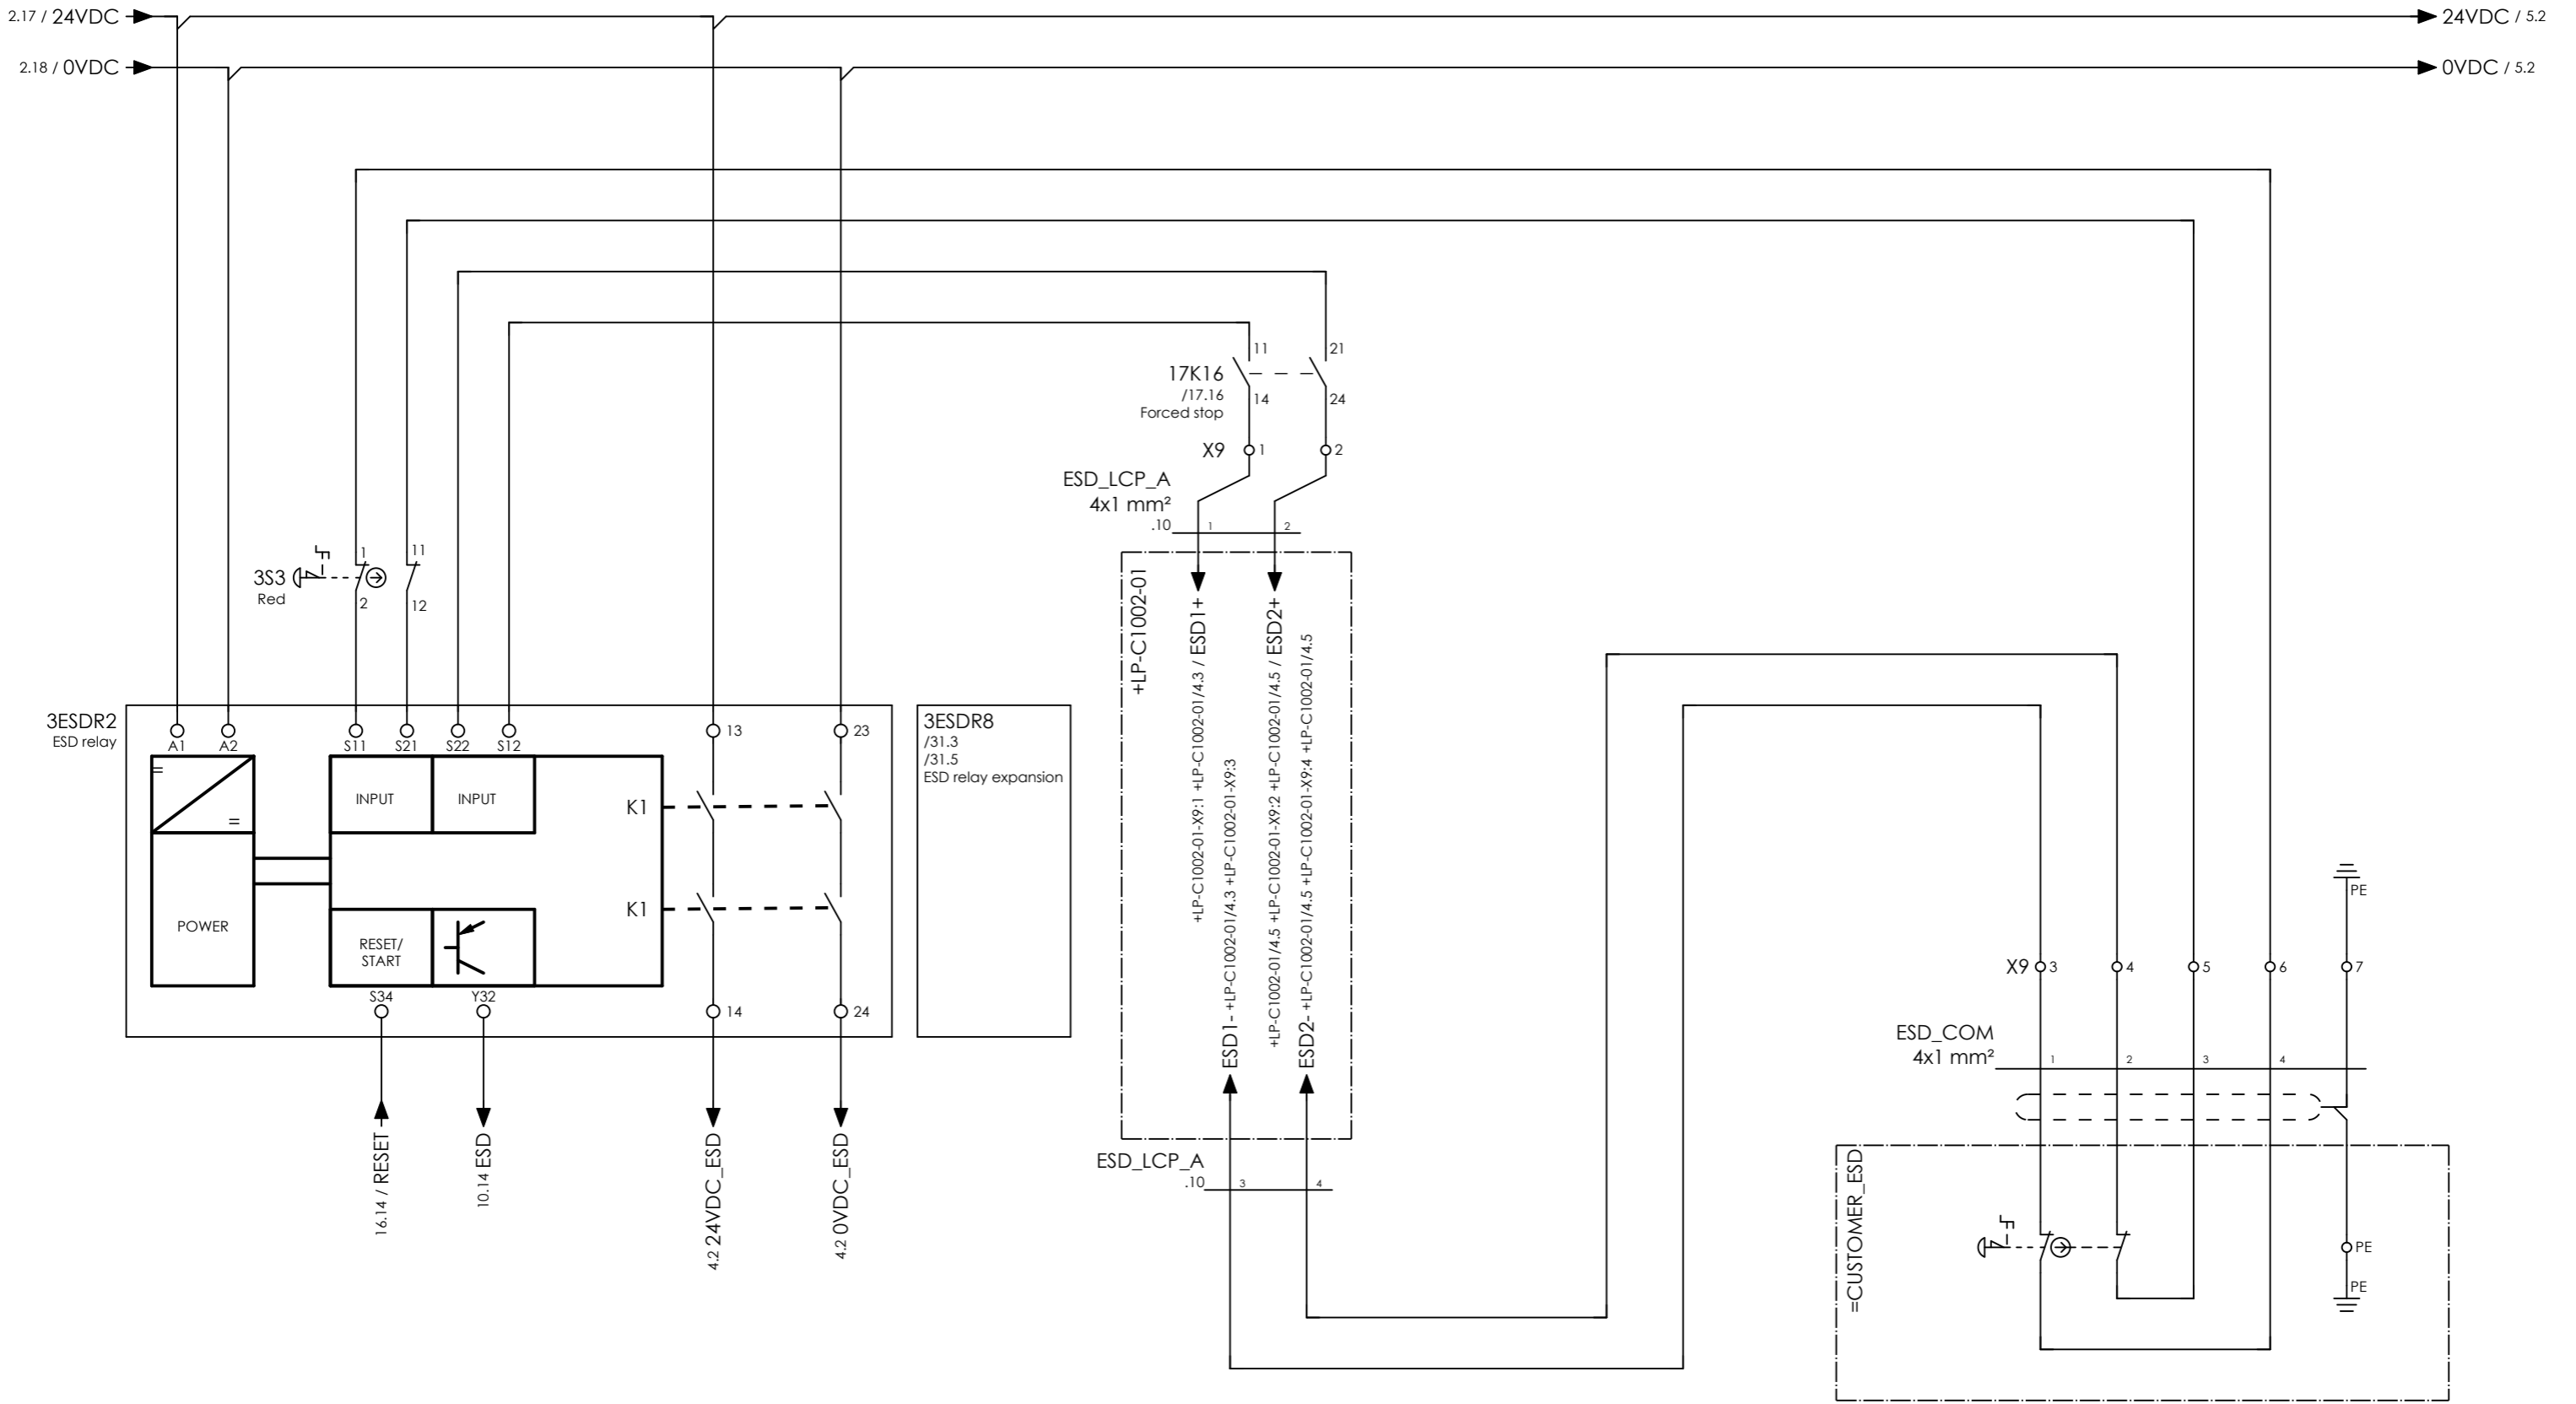 2.17 / 24VDC
24VDC / 5.2
2.18 / 0VDC
0VDC / 5.2
11
21
17K16
/17.16
Forced stop
14
24
X9
1
2
ESD_LCP_A
4x1 mm²
.10
1
2
3S3
Red
1
2
11
12
+LP-C1002-01
+LP-C1002-01-X9:1 +LP-C1002-01/4.3 / ESD1+
ESD1- +LP-C1002-01/4.3 +LP-C1002-01-X9:3
+LP-C1002-01/4.5 +LP-C1002-01-X9:2 +LP-C1002-01/4.5 / ESD2+
ESD2- +LP-C1002-01/4.5 +LP-C1002-01-X9:4 +LP-C1002-01/4.5
3ESDR2
ESD relay
A1
A2
S11
S21
S22
S12
13
23
=
=
POWER
INPUT
INPUT
K1
K1
RESET/
START
S34
Y32
14
24
3ESDR8
/31.3
/31.5
ESD relay expansion
16.14 / RESET
10.14 ESD
4.2 24VDC_ESD
4.2 0VDC_ESD
ESD_LCP_A
.10
3
4
PE
X9
3
4
5
6
7
ESD_COM
4x1 mm²
1
2
3
4
=CUSTOMER_ESD
PE
PE